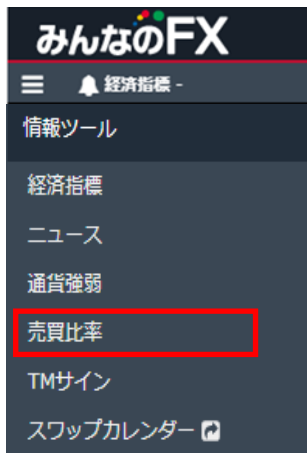 みんなのFX
経済指標 -
情報ツール
経済指標
ニュース
通貨強弱
売買比率
TMサイン
スワップカレンダー